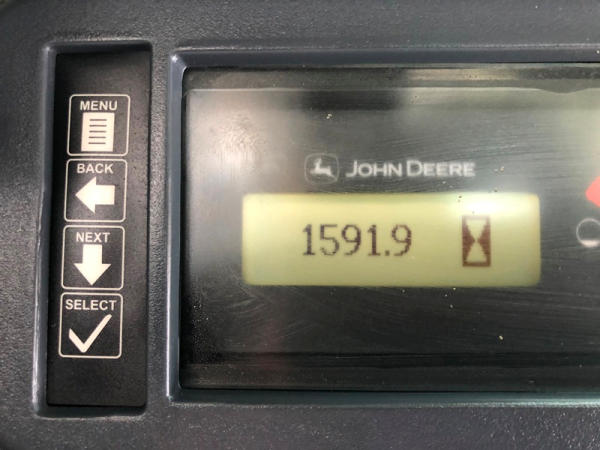 MENU
BACK
NEXT
SELECT
JOHN DEERE
1591.9